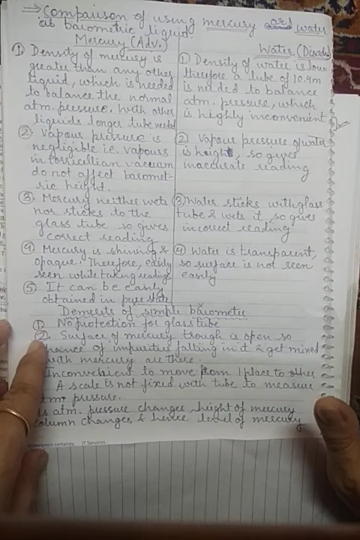 → Comparison of using mercury and water
as barometric liquid
Mercury (Adv.)
① Density of mercury is
greater than any other
liquid, which is needed
to balance the normal
atm. pressure. With other
liquids longer tube needed
② Vapour pressure is
negligible i.e. vapours
in torricellian vacuum
do not affect baromet-
ric height.
③ Mercury neither wets
nor sticks to the
glass tube so gives
correct reading
④ Mercury is shining &
opaque. Therefore, easily
seen while taking reading
⑤ It can be easily
obtained in pure state
Water (Disadv)
① Density of water is low
therefore a tube of 10.4m
is needed to balance
atm. pressure, which
is highly inconvenient
② Vapour pressure of water
is high, so gives
inaccurate reading
③ Water sticks with glass
tube & wets it, so gives
incorrect reading
④ Water is transparent,
so surface is not seen
easily
Demerits of simple barometer
① No protection for glass tube
② Surface of mercury trough is open so
of impurities falling in it & get mixed
with mercury are there.
Inconvenient to move from 1 place to other
A scale is not fixed with tube to measure
atm pressure.
As atm. pressure changes, height of mercury
column changes & hence level of mercury